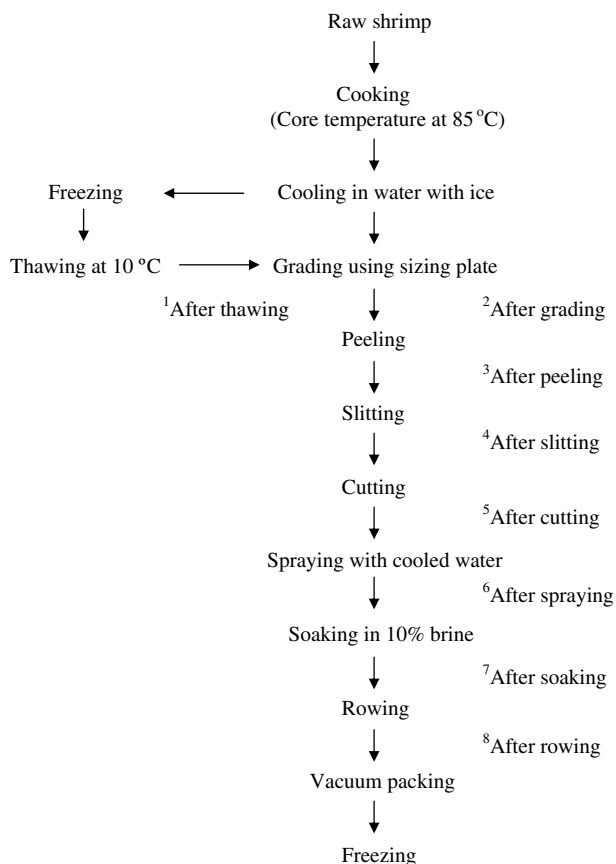 Raw shrimp
Cooking
(Core temperature at 85 °C)
Freezing
Cooling in water with ice
Thawing at 10 °C
Grading using sizing plate
1After thawing
2After grading
Peeling
3After peeling
Slitting
4After slitting
Cutting
5After cutting
Spraying with cooled water
6After spraying
Soaking in 10% brine
7After soaking
Rowing
8After rowing
Vacuum packing
Freezing